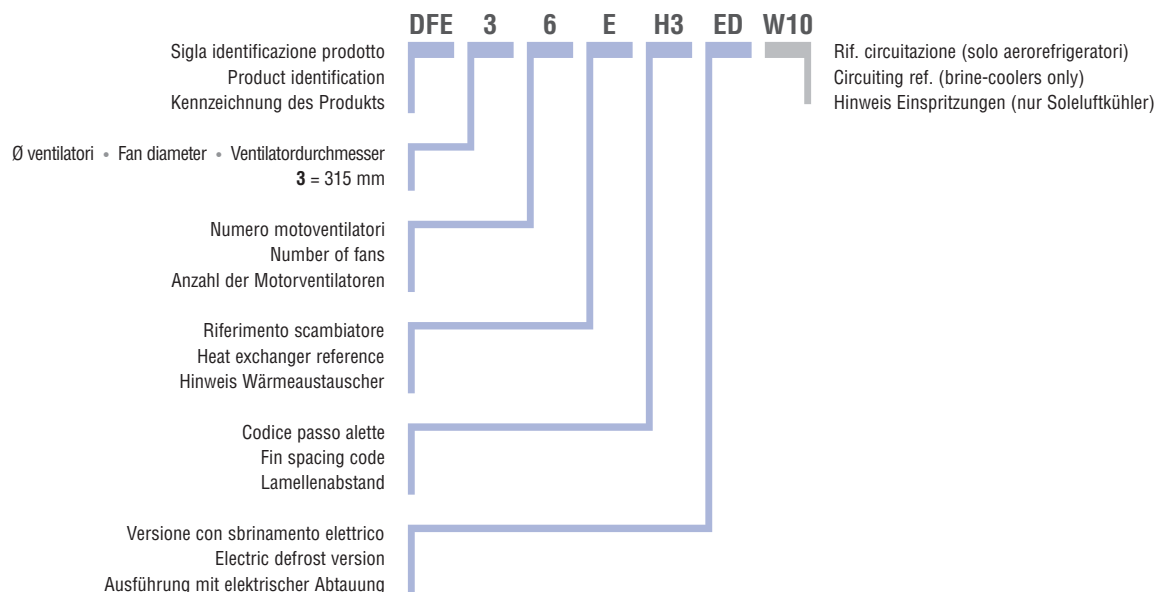 DFE 3 6 E H3 ED W10
Sigla identificazione prodotto
Product identification
Kennzeichnung des Produkts
Rif. circuitazione (solo aerorefrigeratori)
Circuiting ref. (brine-coolers only)
Hinweis Einspritzungen (nur Soleluftkühler)
Ø ventilatori • Fan diameter • Ventilatordurchmesser
3 = 315 mm
Numero motoventilatori
Number of fans
Anzahl der Motorventilatoren
Riferimento scambiatore
Heat exchanger reference
Hinweis Wärmeaustauscher
Codice passo alette
Fin spacing code
Lamellenabstand
Versione con sbrinamento elettrico
Electric defrost version
Ausführung mit elektrischer Abtauung